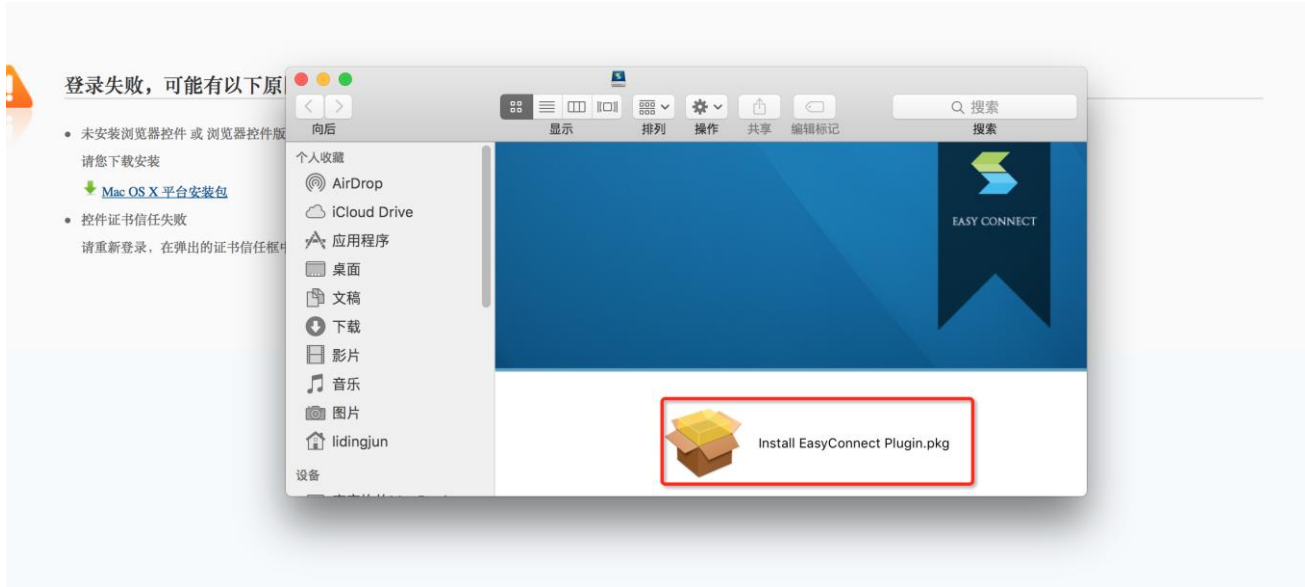 登录失败，可能有以下原
未安装浏览器控件 或 浏览器控件版
请您下载安装
Mac OS X 平台安装包
控件证书信任失败
请重新登录，在弹出的证书信任框中
向后
显示
排列
操作
共享
编辑标记
搜索
搜索
个人收藏
AirDrop
iCloud Drive
应用程序
桌面
文稿
下载
影片
音乐
图片
lidingjun
设备
EASY CONNECT
Install EasyConnect Plugin.pkg